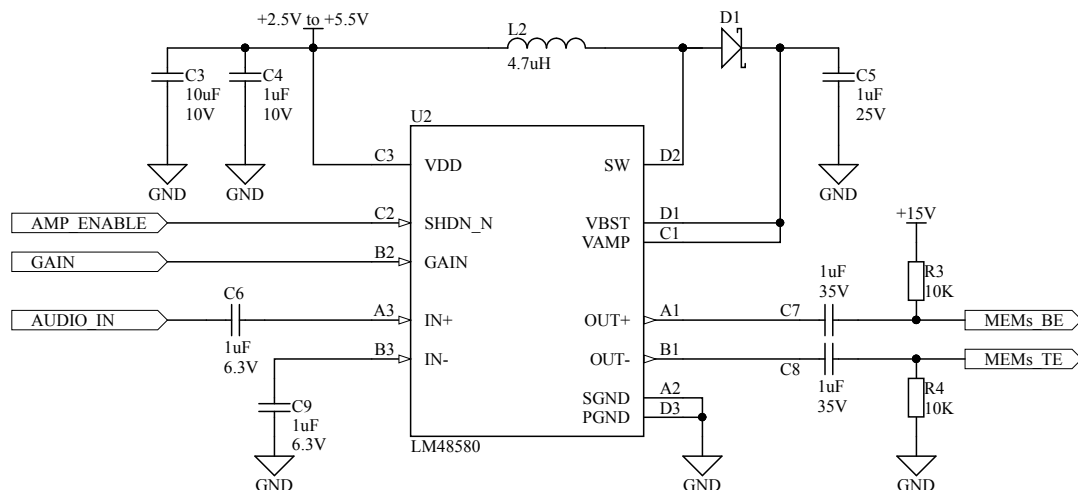 +2.5V to +5.5V
L2
4.7uH
D1
C3
10uF
10V
C4
1uF
10V
C5
1uF
25V
GND
GND
GND
U2
C3
VDD
SW
D2
AMP_ENABLE
C2
SHDN_N
VBST
D1
VAMP
C1
+15V
GAIN
B2
GAIN
C6
1uF
6.3V
1uF
35V
R3
10K
AUDIO_IN
A3
IN+
OUT+
A1
C7
MEMs_BE
B3
IN-
OUT-
B1
C8
1uF
35V
MEMs_TE
C9
1uF
6.3V
SGND
A2
PGND
D3
R4
10K
LM48580
GND
GND
GND